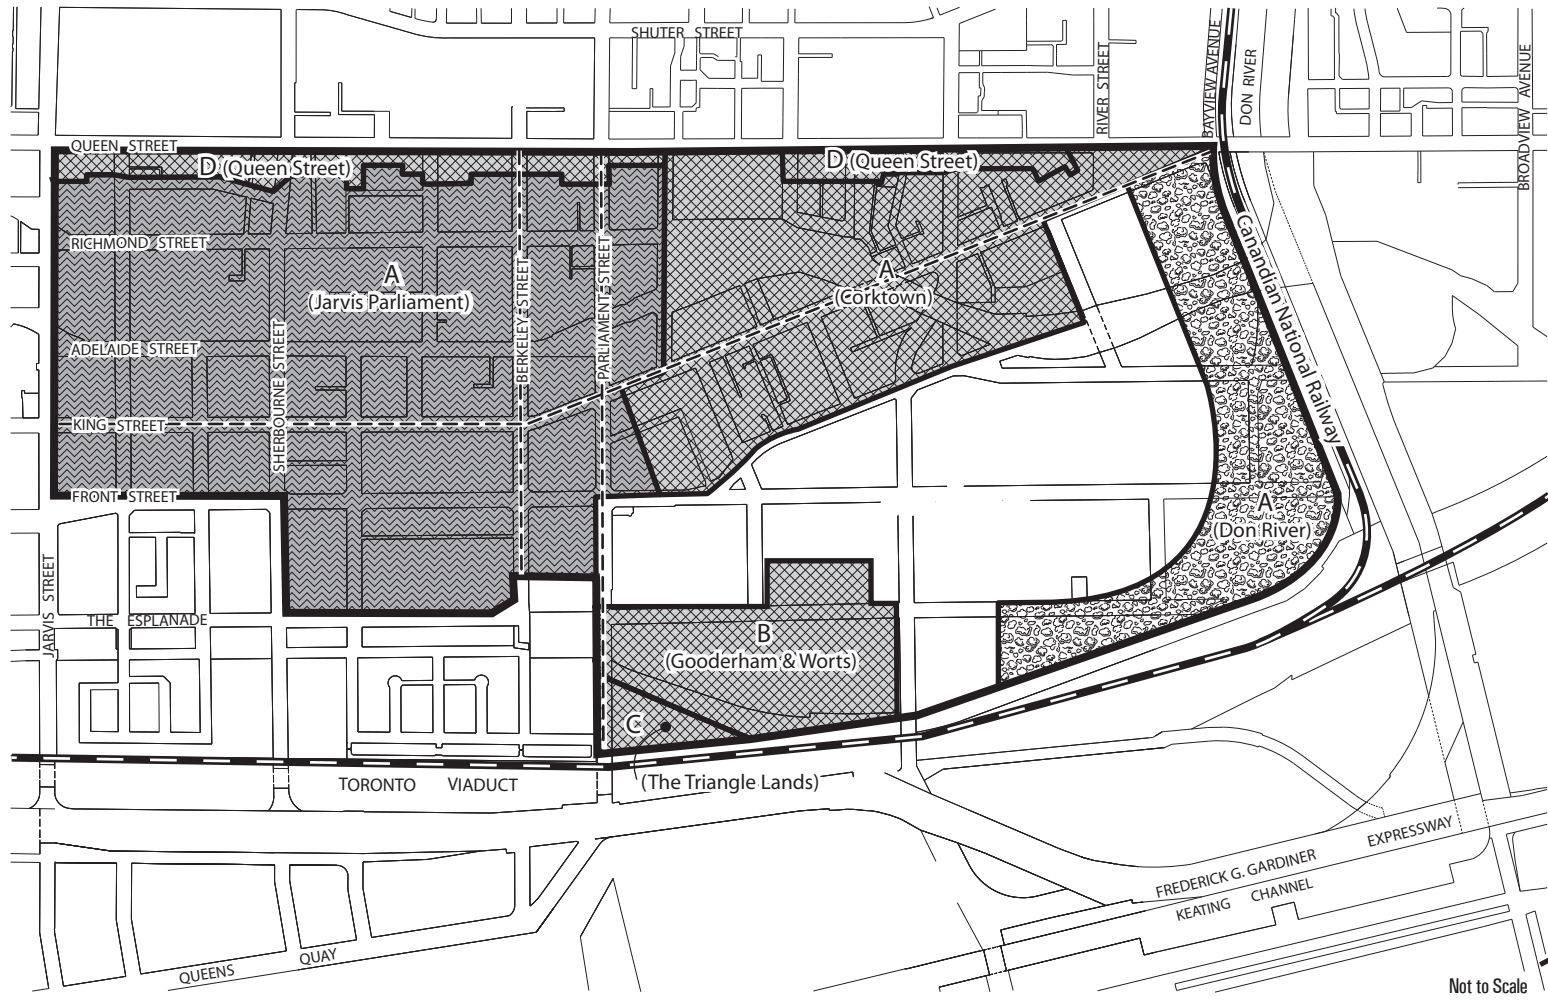 SHUTER STREET
RIVER STREET
BAYVIEW AVENUE
DON RIVER
BROADVIEW AVENUE
QUEEN STREET
D (Queen Street)
D (Queen Street)
RICHMOND STREET
A
(Jarvis Parliament)
A
(Corktown)
Canandian National Railway
BERKELEY STREET
PARLIAMENT STREET
SHERBOURNE STREET
ADELAIDE STREET
KING STREET
FRONT STREET
A
(Don River)
JARVIS STREET
THE ESPLANADE
B
(Gooderham & Worts)
C
(The Triangle Lands)
TORONTO VIADUCT
FREDERICK G. GARDINER EXPRESSWAY
KEATING CHANNEL
QUEENS QUAY
Not to Scale